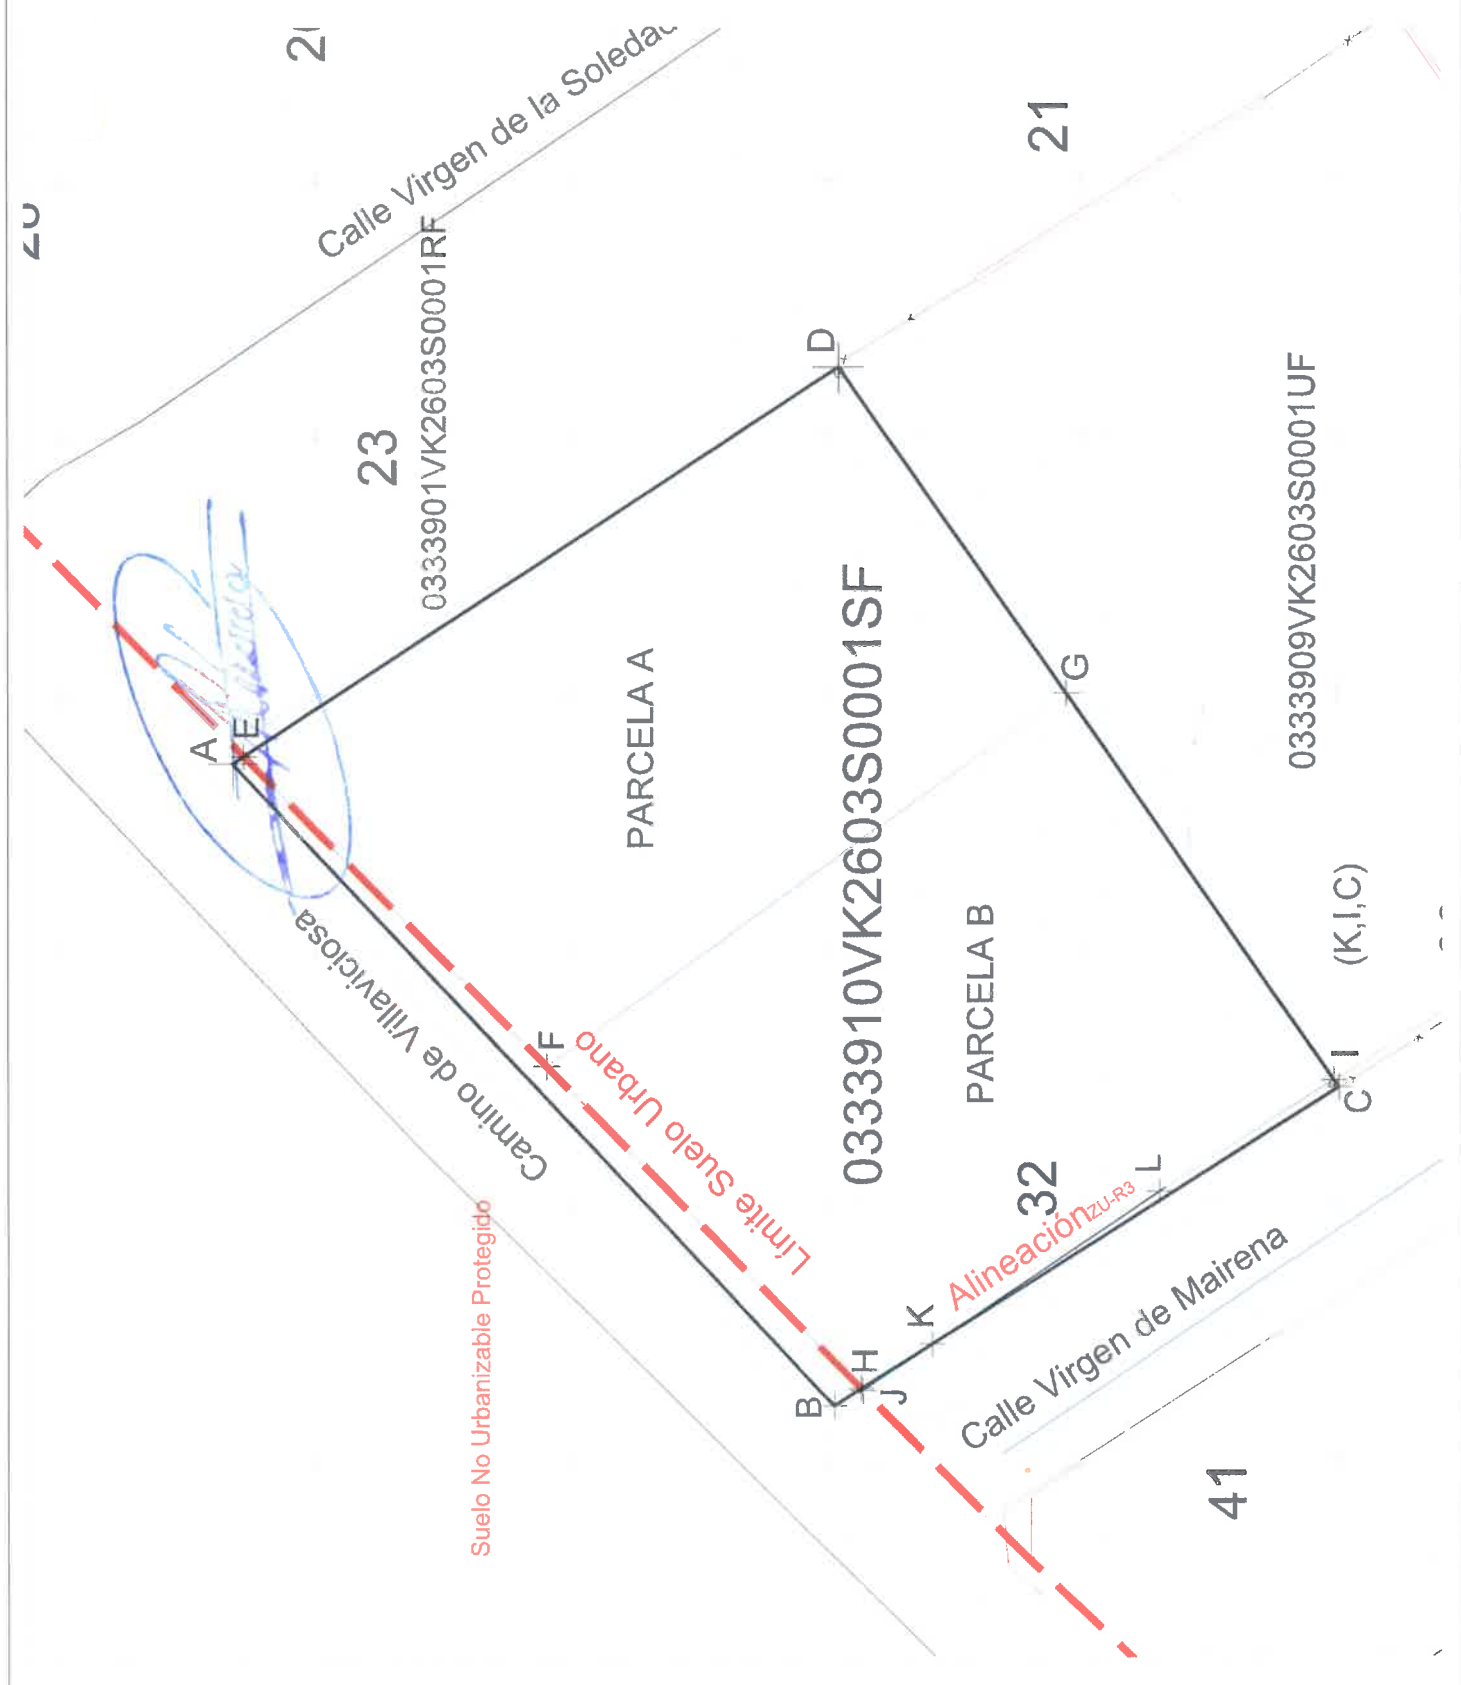 Calle Virgen de la Soledad
23
0333901VK2603S0001RF
21
A
E
D
Camino de Villaviciosa
PARCELA A
F
G
Límite Suelo Urbano
0333910VK2603S0001SF
PARCELA B
0333909VK2603S0001UF
Suelo No Urbanizable Protegido
32
Alineación ZU-R3
B
H
J
K
L
C
I
(K,I,C)
Calle Virgen de Mairena
41